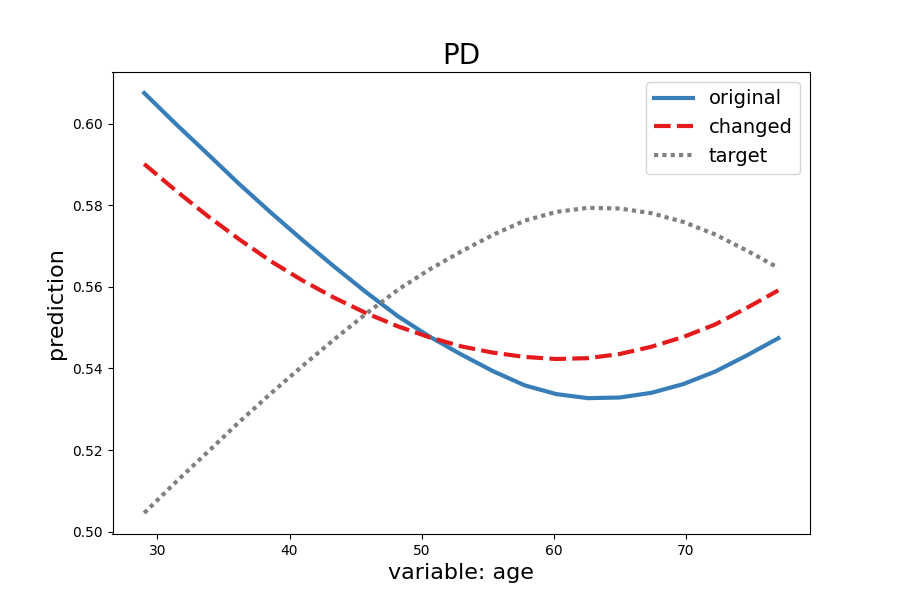 PD
original
changed
target
prediction
0.60
0.58
0.56
0.54
0.52
0.50
30 40 50 60 70
variable: age